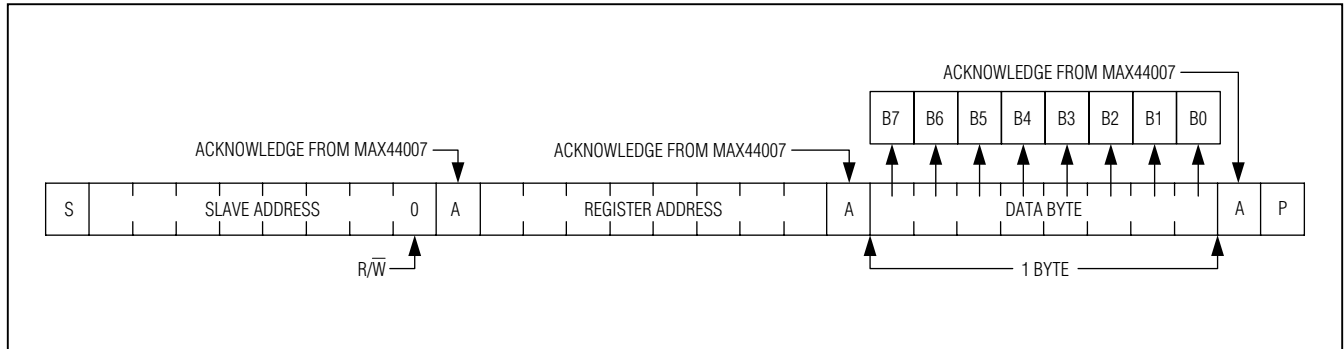 ACKNOWLEDGE FROM MAX44007
B7 B6 B5 B4 B3 B2 B1 B0
ACKNOWLEDGE FROM MAX44007 ACKNOWLEDGE FROM MAX44007
S SLAVE ADDRESS 0 A REGISTER ADDRESS A DATA BYTE A P
R/W̅ 1 BYTE